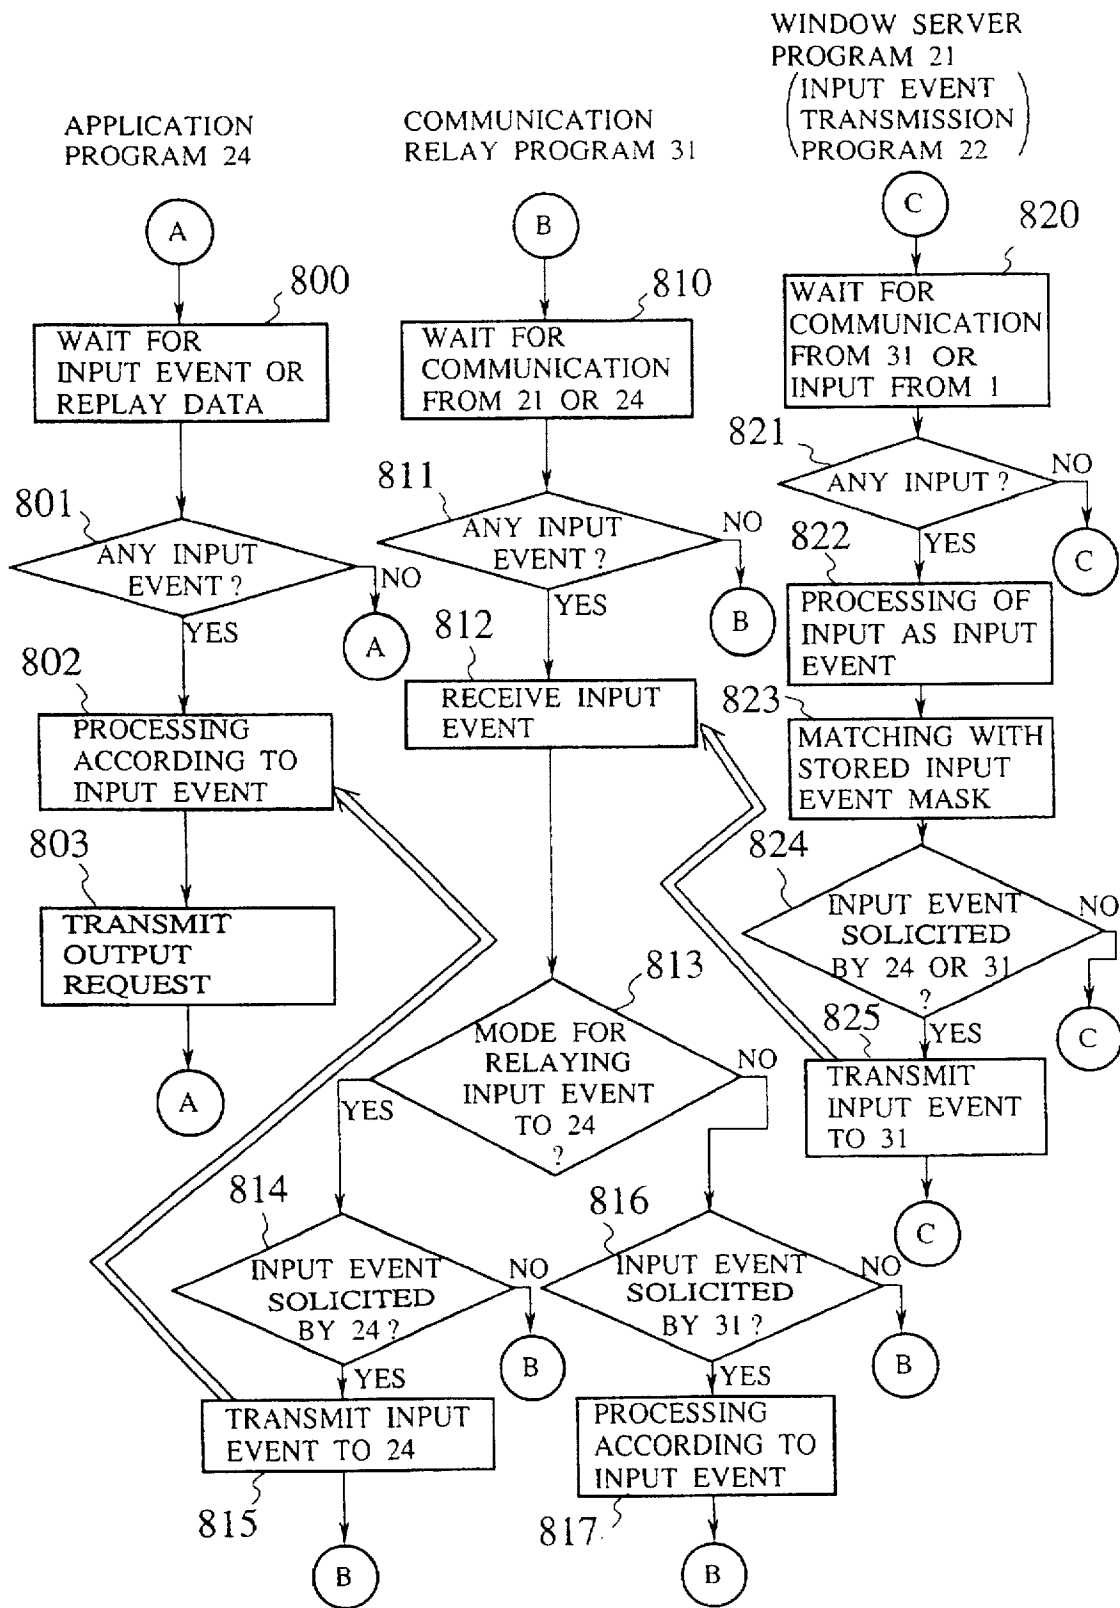 APPLICATION
PROGRAM 24
A
800
WAIT FOR
INPUT EVENT OR
REPLAY DATA
801
ANY INPUT
EVENT?
NO
A
YES
802
PROCESSING
ACCORDING TO
INPUT EVENT
803
TRANSMIT
OUTPUT
REQUEST
A
COMMUNICATION
RELAY PROGRAM 31
B
810
WAIT FOR
COMMUNICATION
FROM 21 OR 24
811
ANY INPUT
EVENT?
NO
B
YES
812
RECEIVE INPUT
EVENT
813
MODE FOR
RELAYING
INPUT EVENT
TO 24
?
YES
NO
814
INPUT EVENT
SOLICITED
BY 24?
NO
B
YES
TRANSMIT INPUT
EVENT TO 24
815
B
816
INPUT EVENT
SOLICITED
BY 31?
NO
B
YES
PROCESSING
ACCORDING TO
INPUT EVENT
817
B
WINDOW SERVER
PROGRAM 21
(INPUT EVENT
TRANSMISSION
PROGRAM 22)
C
820
WAIT FOR
COMMUNICATION
FROM 31 OR
INPUT FROM 1
821
ANY INPUT?
NO
C
YES
822
PROCESSING OF
INPUT AS INPUT
EVENT
823
MATCHING WITH
STORED INPUT
EVENT MASK
824
INPUT EVENT
SOLICITED
BY 24 OR 31
?
NO
C
YES
825
TRANSMIT
INPUT EVENT
TO 31
C